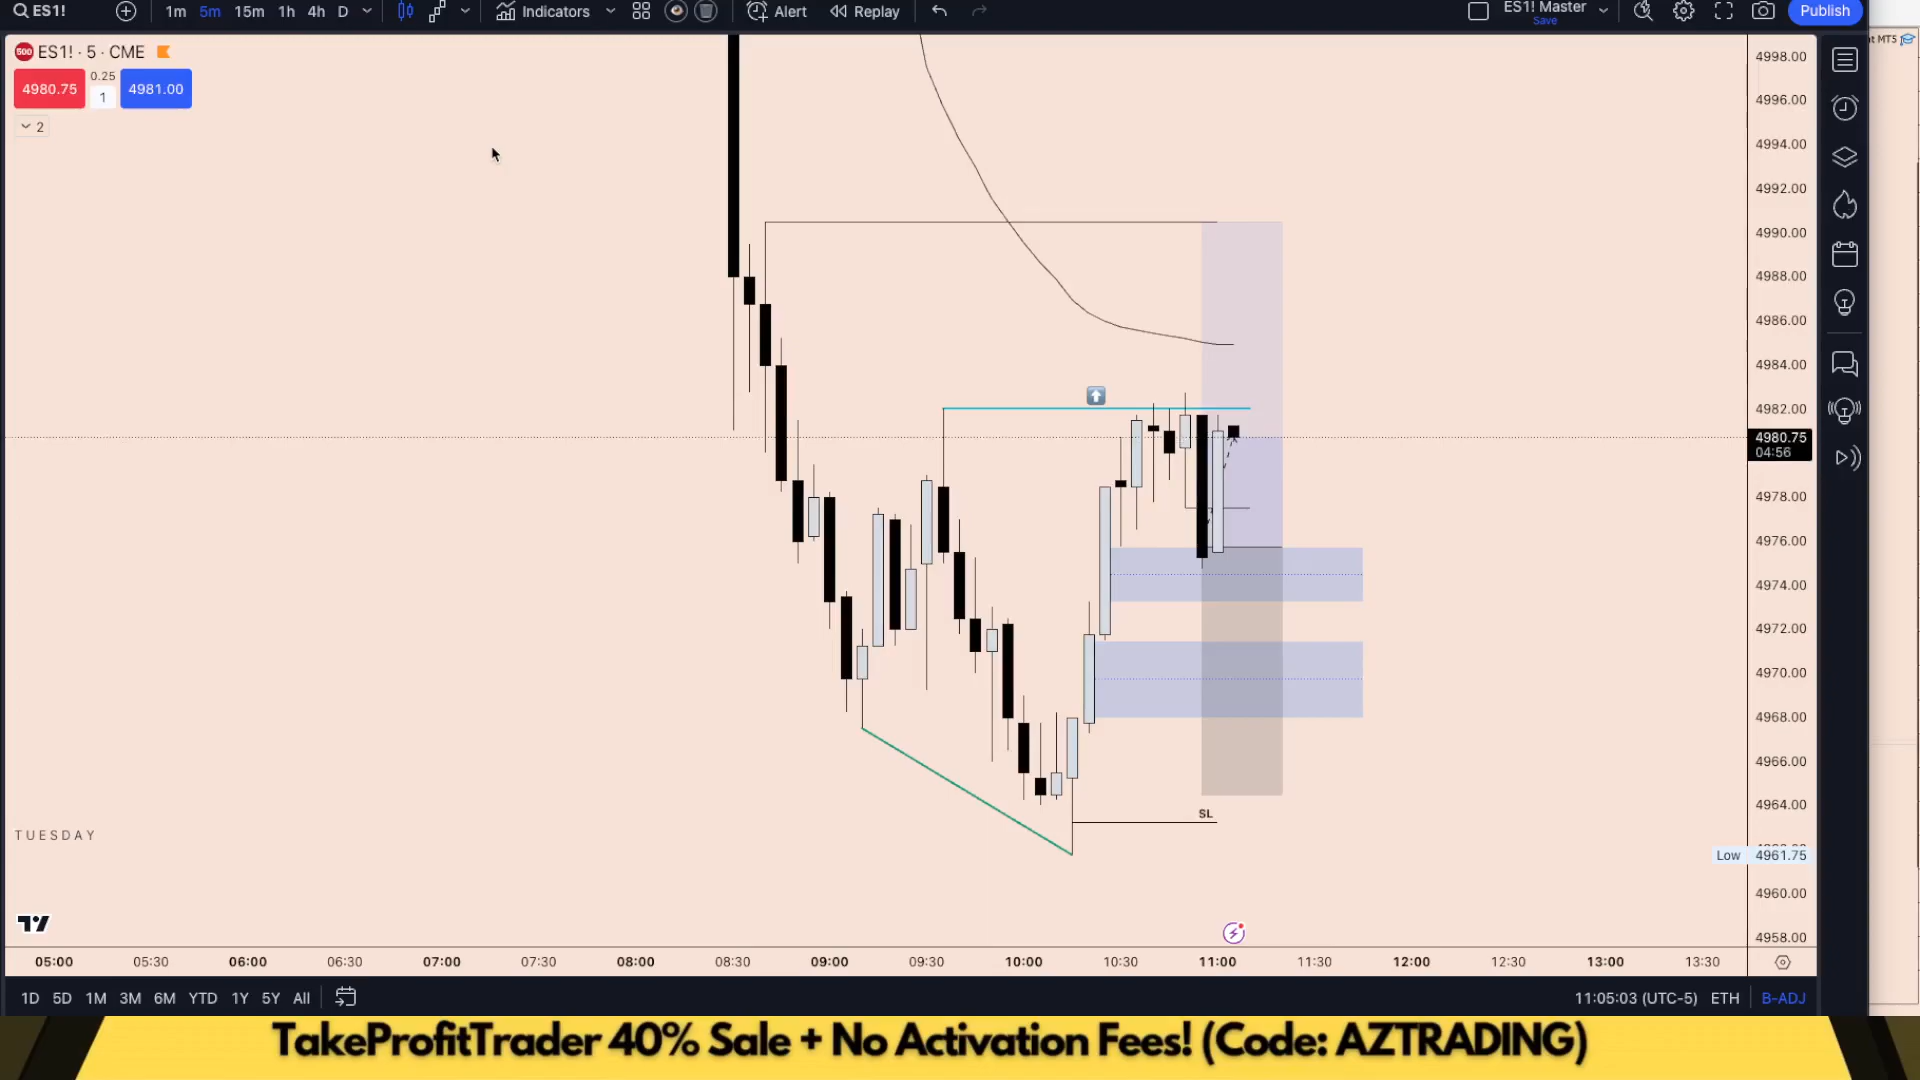 ES1!
1m 5m 15m 1h 4h D
Indicators
Alert
Replay
ES1! Master
Save
Publish
500 ES1! · 5 · CME
4980.75
0.25
1
4981.00
2
t MT5
4998.00
4996.00
4994.00
4992.00
4990.00
4988.00
4986.00
4984.00
4982.00
4980.75
04:56
4978.00
4976.00
4974.00
4972.00
4970.00
4968.00
4966.00
4964.00
SL
TUESDAY
Low 4961.75
4960.00
4958.00
05:00 05:30 06:00 06:30 07:00 07:30 08:00 08:30 09:00 09:30 10:00 10:30 11:00 11:30 12:00 12:30 13:00 13:30
1D 5D 1M 3M 6M YTD 1Y 5Y All
11:05:03 (UTC-5) ETH B-ADJ
TakeProfitTrader 40% Sale + No Activation Fees! (Code: AZTRADING)